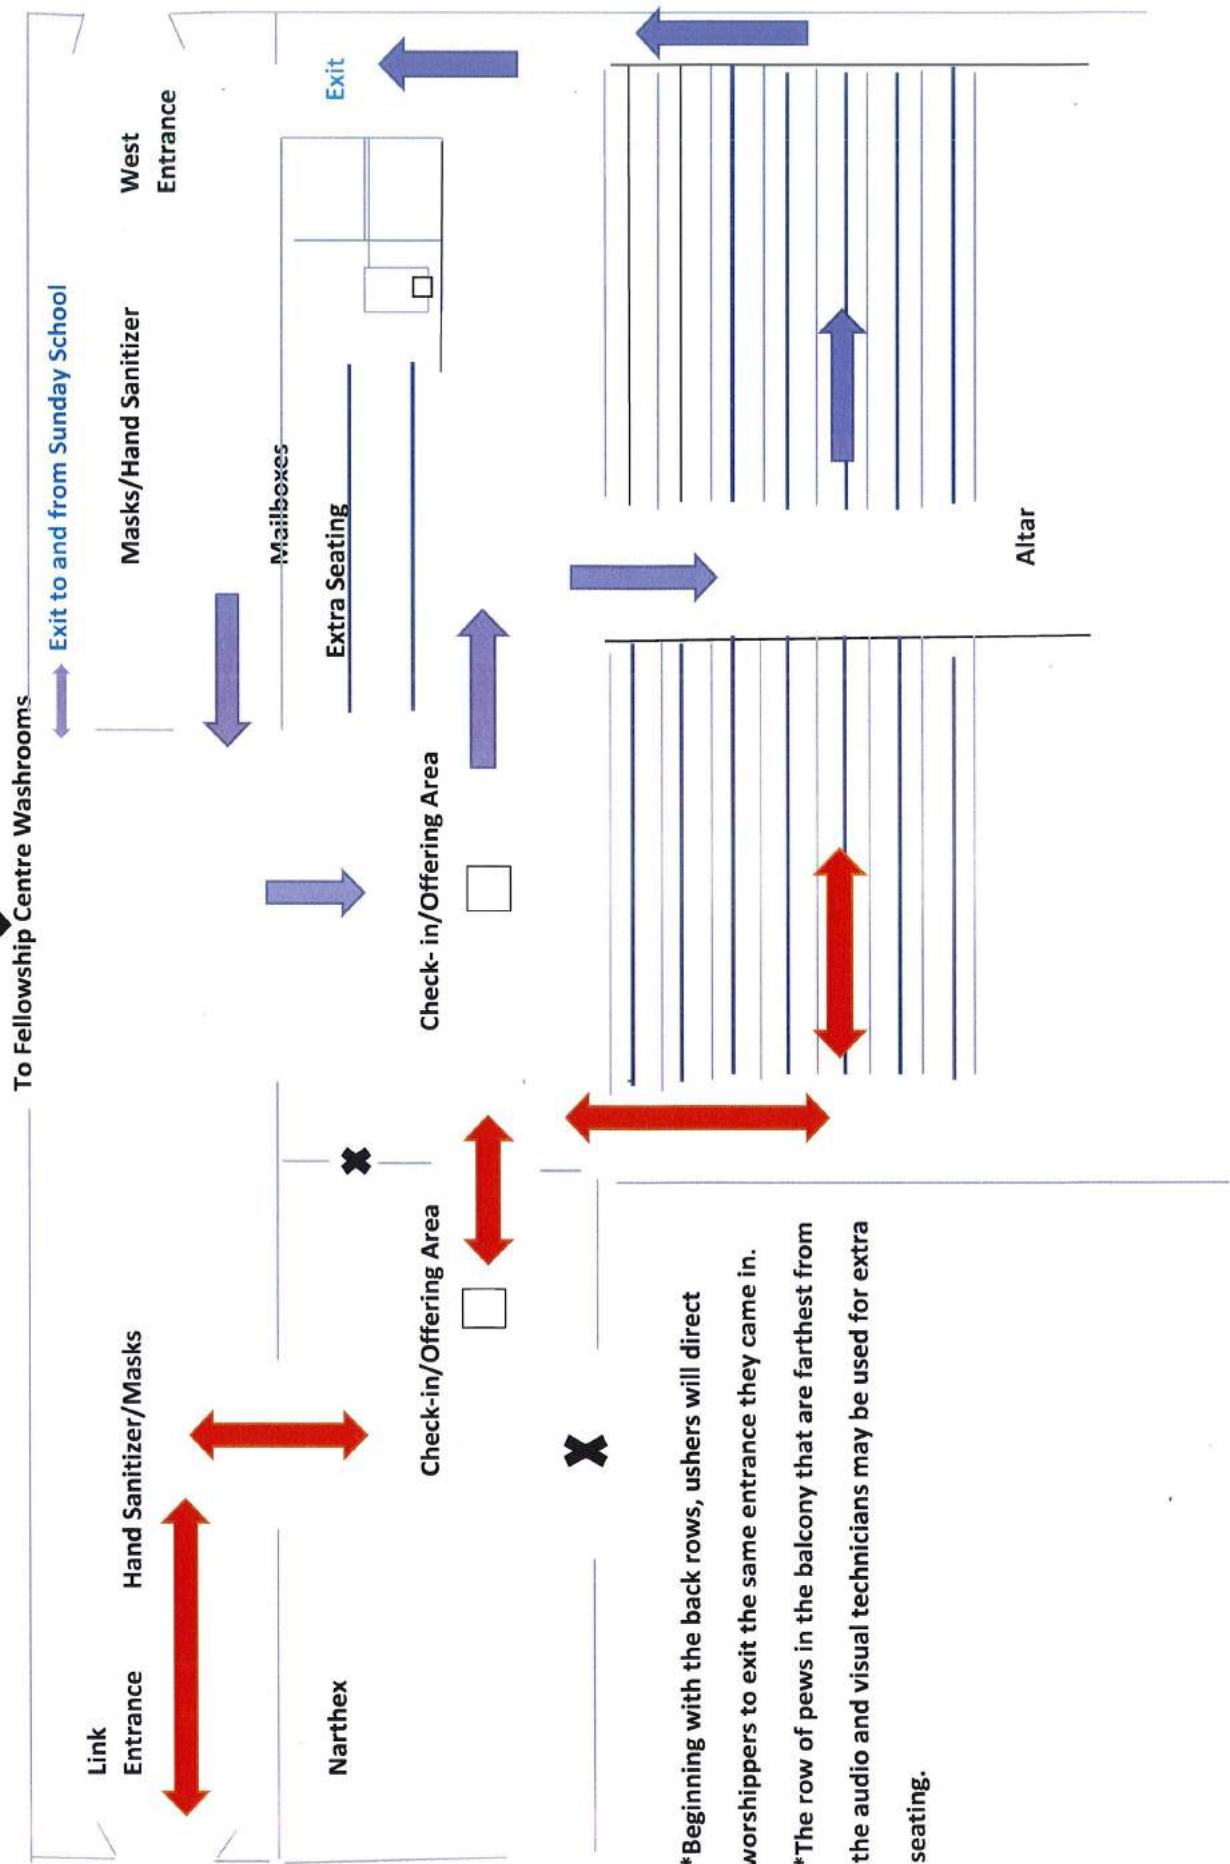 To Fellowship Centre Washrooms
Exit to and from Sunday School
Link
Entrance
Hand Sanitizer/Masks
Masks/Hand Sanitizer
West
Entrance
Mailboxes
Narthex
Extra Seating
Exit
Check-in/Offering Area
Check- in/Offering Area
*Beginning with the back rows, ushers will direct
worshippers to exit the same entrance they came in.
*The row of pews in the balcony that are farthest from
the audio and visual technicians may be used for extra
seating.
Altar